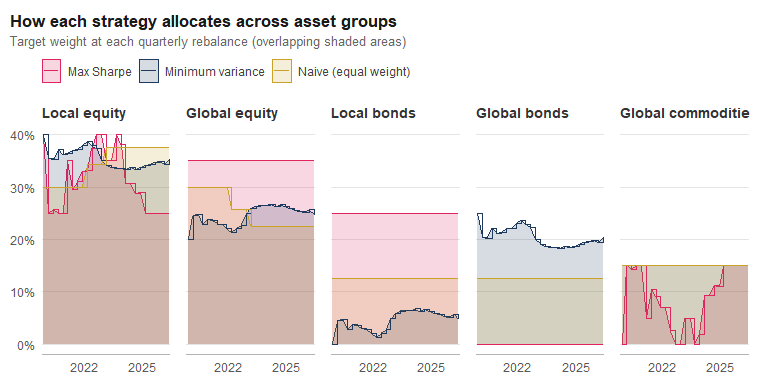 How each strategy allocates across asset groups
Target weight at each quarterly rebalance (overlapping shaded areas)
Max Sharpe Minimum variance Naive (equal weight)
Local equity Global equity Local bonds Global bonds Global commoditie
40%
30%
20%
10%
0%
2022 2025 2022 2025 2022 2025 2022 2025 2022 2025